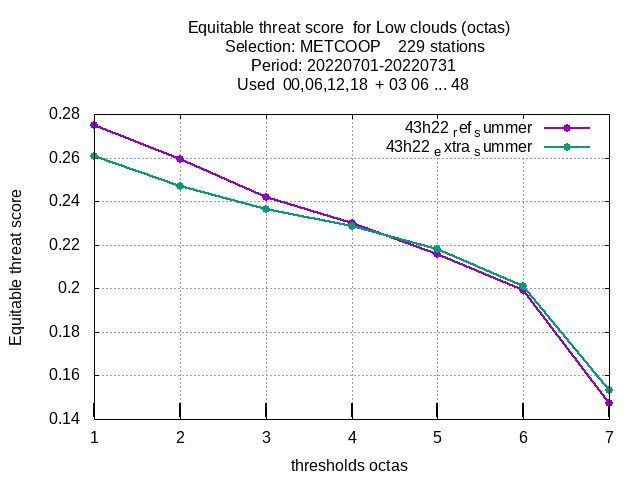 Equitable threat score  for Low clouds (octas)
Selection: METCOOP    229 stations
Period: 20220701-20220731
Used  00,06,12,18  + 03 06 ... 48
43h22 ref summer
43h22 extra summer
Equitable threat score
0.28
0.26
0.24
0.22
0.2
0.18
0.16
0.14
1 2 3 4 5 6 7
thresholds octas